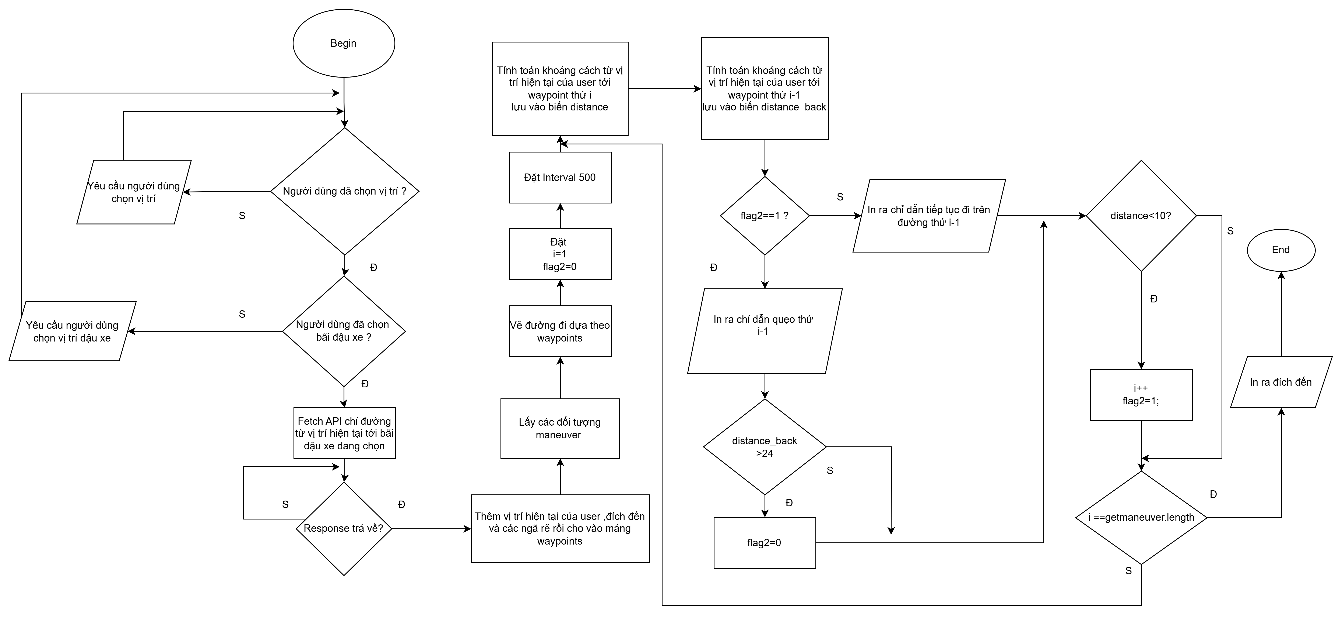 Begin
Người dùng đã chọn vị trí ?
Yêu cầu người dùng
chọn vị trí
S
Đ
Người dùng đã chọn
bãi đậu xe ?
S
Yêu cầu người dùng
chọn vị trí đậu xe
Đ
Fetch API chỉ đường
từ vị trí hiện tại tới bãi
đậu xe đang chọn
Response trả về?
S
Đ
Thêm vị trí hiện tại của user ,đích đến
và các ngã rẽ rồi cho vào mảng
waypoints
Lấy các đối tượng
maneuver
Vẽ đường đi dựa theo
waypoints
Đặt
i=1
flag2=0
Đặt Interval 500
Tính toán khoảng cách từ vị
trí hiện tại của user tới
waypoint thứ i
lưu vào biến distance
Tính toán khoảng cách từ
vị trí hiện tại của user tới
waypoint thứ i-1
lưu vào biến distance_back
flag2==1 ?
S
In ra chỉ dẫn tiếp tục đi trên
đường thứ i-1
Đ
In ra chỉ dẫn quẹo thứ
i-1
distance_back
>24
S
Đ
flag2=0
distance<10?
S
Đ
i++
flag2=1;
i ==getmaneuver.length
D
S
In ra đích đến
End